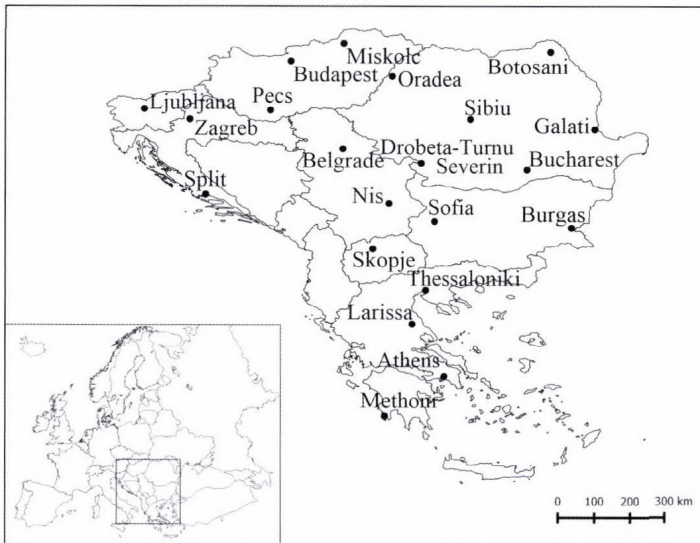 Miskolc
Botosani
Budapest
Oradea
Ljubljana
Pecs
Sibiu
Zagreb
Galati
Belgrade
Drobeta-Turnu
Severin
Bucharest
Split
Nis
Sofia
Burgas
Skopje
Thessaloniki
Larissa
Athens
Methoni
0 100 200 300 km